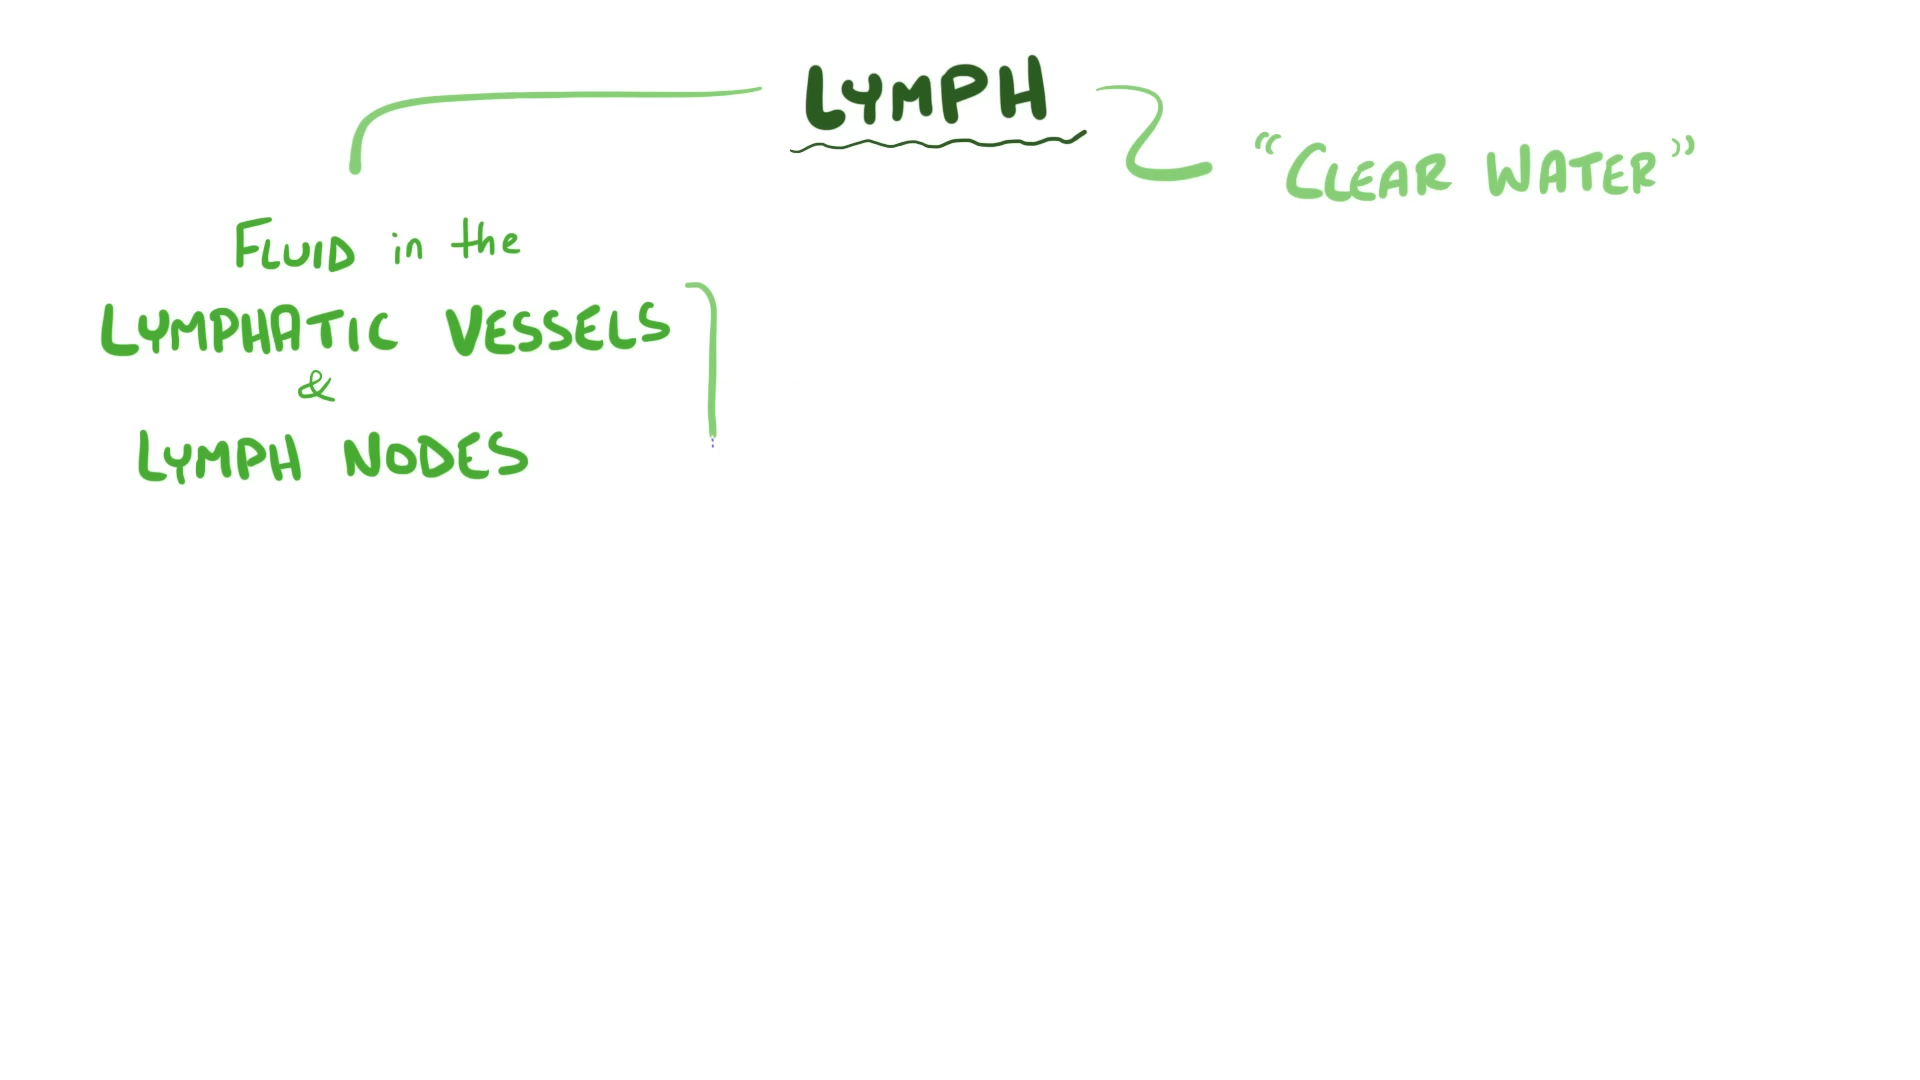 LYMPH
"CLEAR WATER"
FLUID in the
LYMPHATIC VESSELS
&
LYMPH NODES